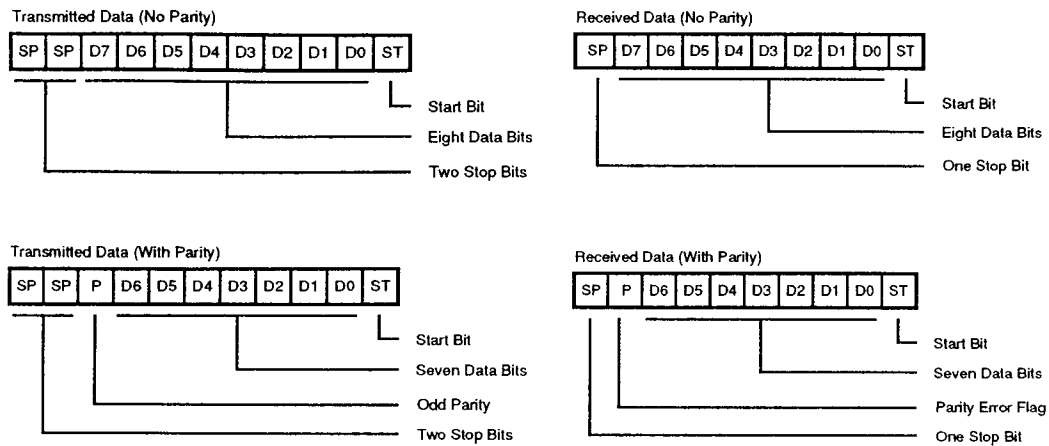 Transmitted Data (No Parity)
SP SP D7 D6 D5 D4 D3 D2 D1 D0 ST
Start Bit
Eight Data Bits
Two Stop Bits
Received Data (No Parity)
SP D7 D6 D5 D4 D3 D2 D1 D0 ST
Start Bit
Eight Data Bits
One Stop Bit
Transmitted Data (With Parity)
SP SP P D6 D5 D4 D3 D2 D1 D0 ST
Start Bit
Seven Data Bits
Odd Parity
Two Stop Bits
Received Data (With Parity)
SP P D6 D5 D4 D3 D2 D1 D0 ST
Start Bit
Seven Data Bits
Parity Error Flag
One Stop Bit